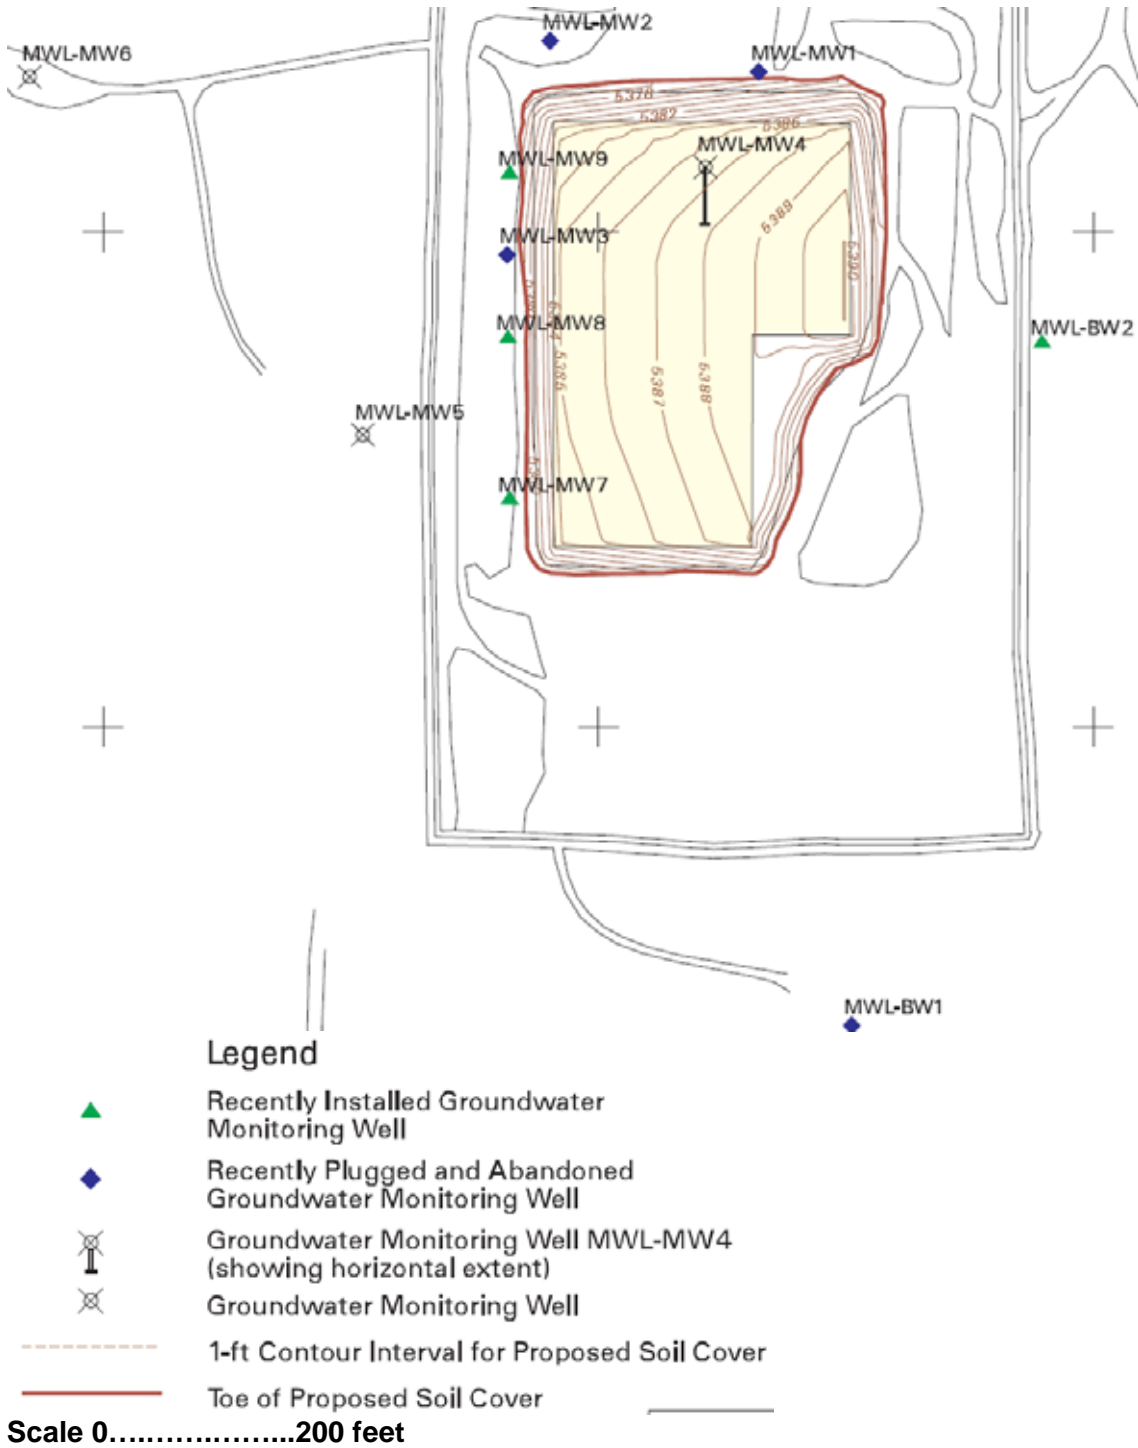 MWL-MW2
MWL-MW6
MWL-MW1
5378
5382
5386
MWL-MW4
MWL-MW9
5389
MWL-MW3
5390
MWL-MW8
MWL-BW2
5385
5387
5388
MWL-MW5
MWL-MW7
MWL-BW1
Legend
Recently Installed Groundwater
Monitoring Well
Recently Plugged and Abandoned
Groundwater Monitoring Well
Groundwater Monitoring Well MWL-MW4
(showing horizontal extent)
Groundwater Monitoring Well
1-ft Contour Interval for Proposed Soil Cover
Toe of Proposed Soil Cover
Scale 0………..……...200 feet